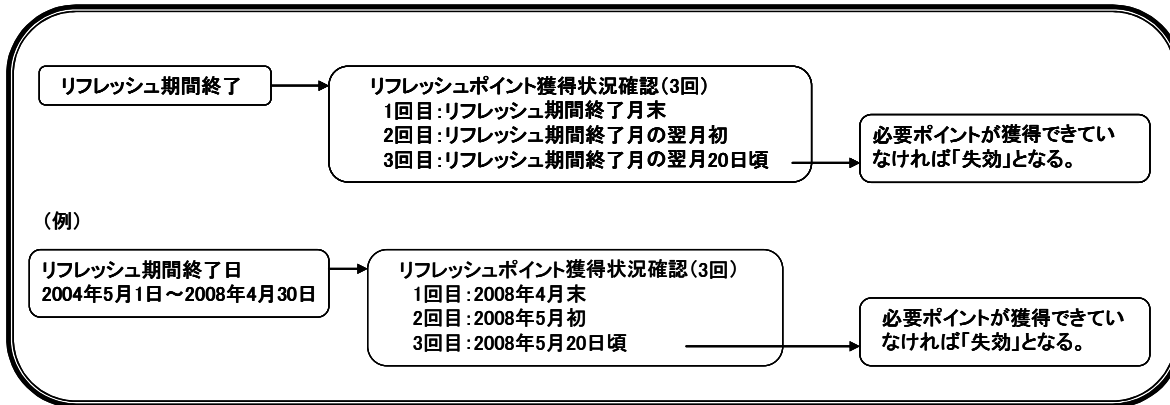 リフレッシュ期間終了
リフレッシュポイント獲得状況確認(3回)
1回目:リフレッシュ期間終了月末
2回目:リフレッシュ期間終了月の翌月初
3回目:リフレッシュ期間終了月の翌月20日頃
必要ポイントが獲得できてい
なければ「失効」となる。
(例)
リフレッシュ期間終了日
2004年5月1日～2008年4月30日
リフレッシュポイント獲得状況確認(3回)
1回目:2008年4月末
2回目:2008年5月初
3回目:2008年5月20日頃
必要ポイントが獲得できてい
なければ「失効」となる。